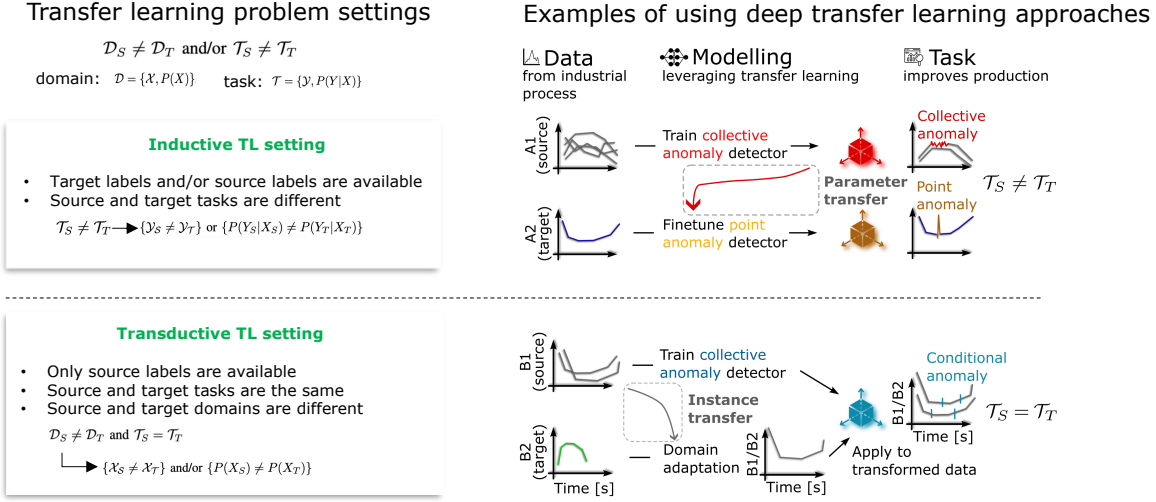 Transfer learning problem settings
𝒟_S ≠ 𝒟_T and/or 𝒯_S ≠ 𝒯_T
domain: 𝒟 = {𝒳, P(X)} task: 𝒯 = {𝒴, P(Y|X)}
Inductive TL setting
• Target labels and/or source labels are available
• Source and target tasks are different
𝒯_S ≠ 𝒯_T → {𝒴_S ≠ 𝒴_T} or {P(Y_S|X_S) ≠ P(Y_T|X_T)}
Transductive TL setting
• Only source labels are available
• Source and target tasks are the same
• Source and target domains are different
𝒟_S ≠ 𝒟_T and 𝒯_S = 𝒯_T
{𝒳_S ≠ 𝒳_T} and/or {P(X_S) ≠ P(X_T)}
Examples of using deep transfer learning approaches
Data
from industrial
process
Modelling
leveraging transfer learning
Task
improves production
A1
(source)
Train collective
anomaly detector
Collective
anomaly
Parameter
transfer
𝒯_S ≠ 𝒯_T
A2
(target)
Finetune point
anomaly detector
Point
anomaly
B1
(source)
Train collective
anomaly detector
Instance
transfer
Conditional
anomaly
B1/B2
Time [s]
𝒯_S = 𝒯_T
B2
(target)
Time [s]
Domain
adaptation
B1/B2
Time [s]
Apply to
transformed data